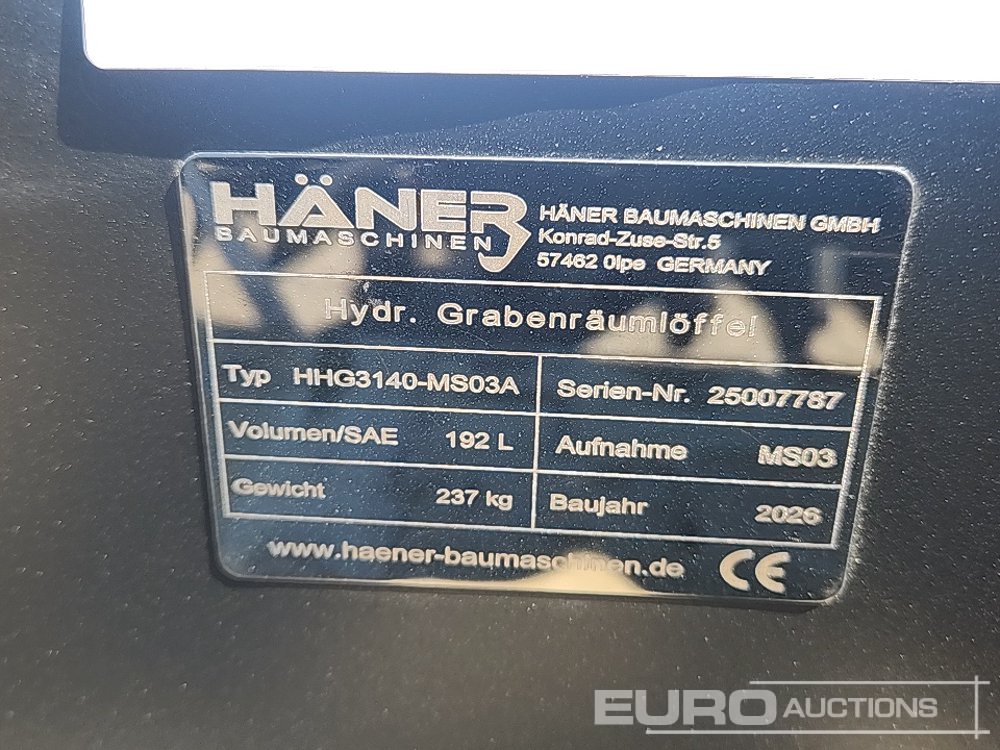 HÄNER
BAUMASCHINEN
HÄNER BAUMASCHINEN GMBH
Konrad-Zuse-Str.5
57462 Olpe GERMANY
Hydr. Grabenräumlöffel
Typ HHG3140-MS03A Serien-Nr. 25007787
Volumen/SAE 192 L Aufnahme MS03
Gewicht 237 kg Baujahr 2026
www.haener-baumaschinen.de CE
EURO AUCTIONS